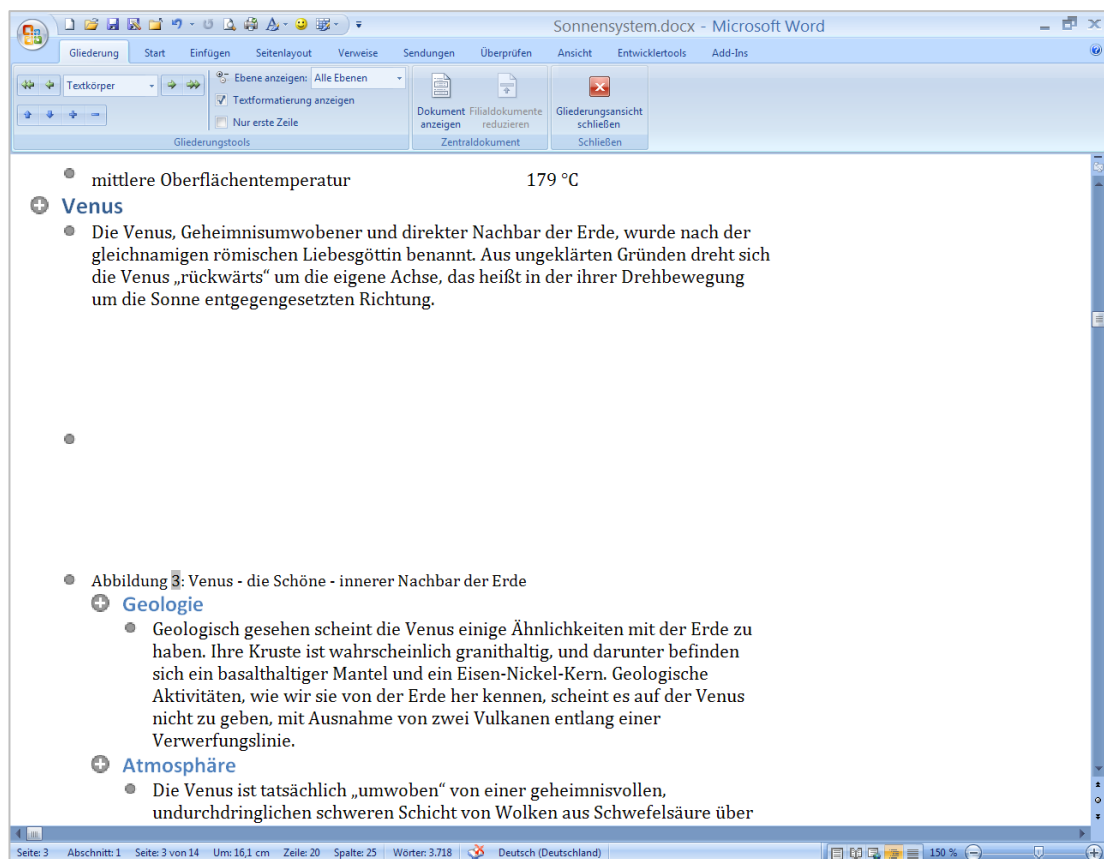 Sonnensystem.docx - Microsoft Word
Gliederung Start Einfügen Seitenlayout Verweise Sendungen Überprüfen Ansicht Entwicklertools Add-Ins
Textkörper
Ebene anzeigen: Alle Ebenen
Textformatierung anzeigen
Nur erste Zeile
Gliederungstools
Dokument anzeigen
Filialdokumente reduzieren
Zentraldokument
Gliederungsansicht schließen
Schließen
mittlere Oberflächentemperatur 179 °C
Venus
Die Venus, Geheimnisumwobener und direkter Nachbar der Erde, wurde nach der
gleichnamigen römischen Liebesgöttin benannt. Aus ungeklärten Gründen dreht sich
die Venus „rückwärts“ um die eigene Achse, das heißt in der ihrer Drehbewegung
um die Sonne entgegengesetzten Richtung.
Abbildung 3: Venus - die Schöne - innerer Nachbar der Erde
Geologie
Geologisch gesehen scheint die Venus einige Ähnlichkeiten mit der Erde zu
haben. Ihre Kruste ist wahrscheinlich granithaltig, und darunter befinden
sich ein basalthaltiger Mantel und ein Eisen-Nickel-Kern. Geologische
Aktivitäten, wie wir sie von der Erde her kennen, scheint es auf der Venus
nicht zu geben, mit Ausnahme von zwei Vulkanen entlang einer
Verwerfungslinie.
Atmosphäre
Die Venus ist tatsächlich „umwoben“ von einer geheimnisvollen,
undurchdringlichen schweren Schicht von Wolken aus Schwefelsäure über
Seite: 3 Abschnitt: 1 Seite: 3 von 14 Um: 16,1 cm Zeile: 20 Spalte: 25 Wörter: 3.718 Deutsch (Deutschland) 150 %